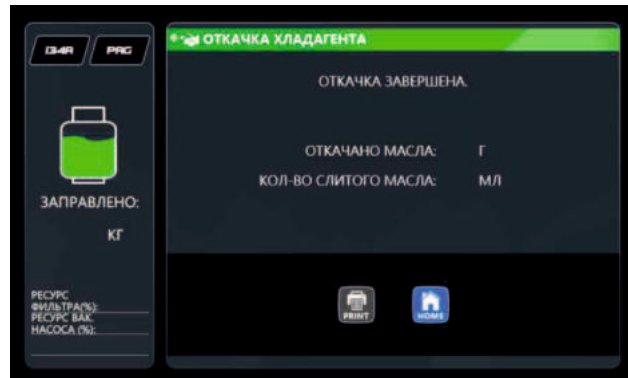 134A PAG
ЗАПРАВЛЕНО:
КГ
РЕСУРС
ФИЛЬТРА(%):
РЕСУРС ВАК.
НАСОСА (%):
ОТКАЧКА ХЛАДАГЕНТА
ОТКАЧКА ЗАВЕРШЕНА.
ОТКАЧАНО МАСЛА: Г
КОЛ-ВО СЛИТОГО МАСЛА: МЛ
PRINT HOME